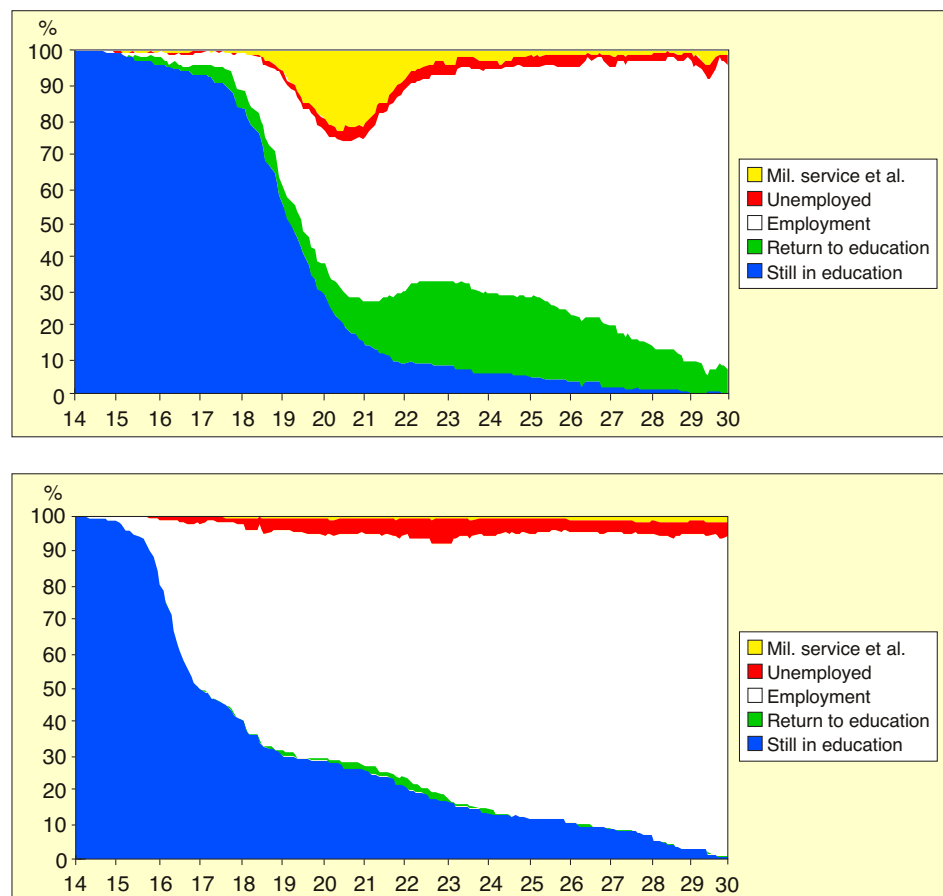 %
100
90
80
70
60
50
40
30
20
10
0
14 15 16 17 18 19 20 21 22 23 24 25 26 27 28 29 30
Mil. service et al.
Unemployed
Employment
Return to education
Still in education
%
100
90
80
70
60
50
40
30
20
10
0
14 15 16 17 18 19 20 21 22 23 24 25 26 27 28 29 30
Mil. service et al.
Unemployed
Employment
Return to education
Still in education